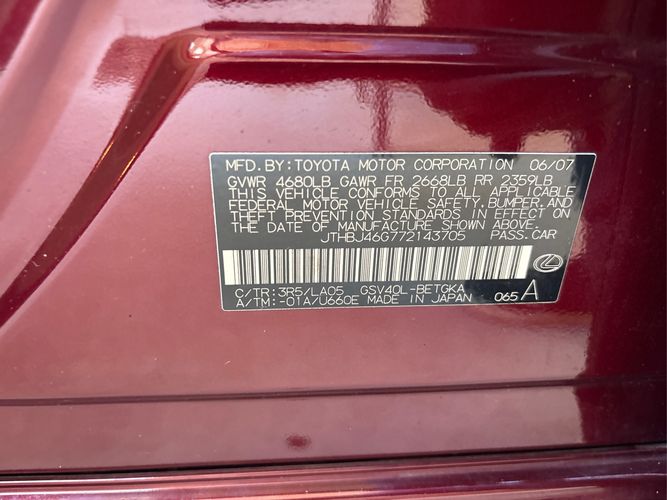 MFD. BY: TOYOTA MOTOR CORPORATION 06/07
GVWR 4680LB GAWR FR 2668LB RR 2359LB
THIS VEHICLE CONFORMS TO ALL APPLICABLE
FEDERAL MOTOR VEHICLE SAFETY, BUMPER, AND
THEFT PREVENTION STANDARDS IN EFFECT ON
THE DATE OF MANUFACTURE SHOWN ABOVE.
JTHBJ46G772143705 PASS. CAR
C/TR: 3R5/LA05 GSV40L-BETGKA
A/TM: -01A/U660E MADE IN JAPAN 065 A